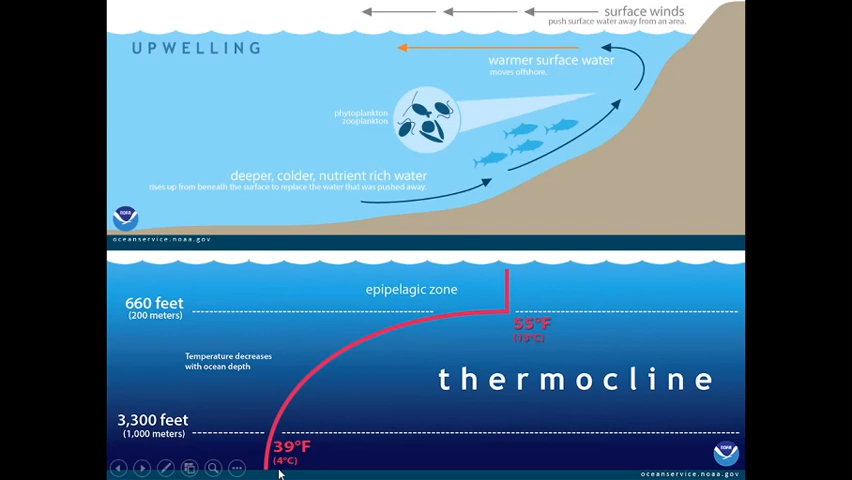 surface winds
push surface water away from an area.
UPWELLING
warmer surface water
moves offshore.
phytoplankton
zooplankton
deeper, colder, nutrient rich water
rises up from beneath the surface to replace the water that was pushed away.
NOAA
oceanservice.noaa.gov
epipelagic zone
660 feet
(200 meters)
55°F
(13°C)
Temperature decreases
with ocean depth
thermocline
3,300 feet
(1,000 meters)
39°F
(4°C)
NOAA
oceanservice.noaa.gov